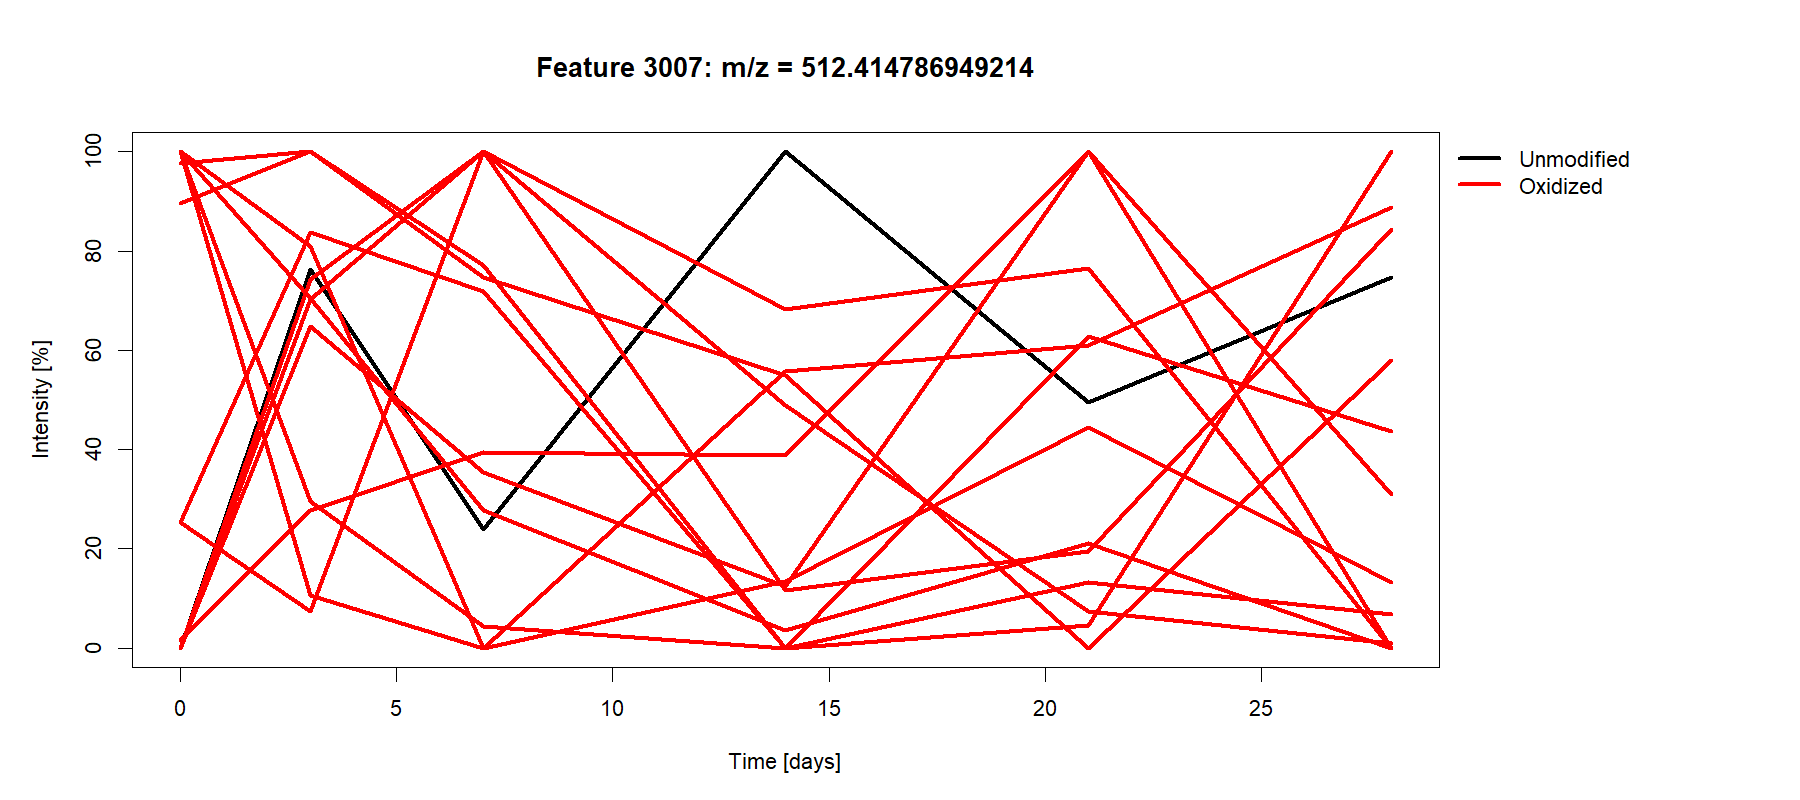 Feature 3007: m/z = 512.414786949214
Unmodified
Oxidized
Intensity [%]
100
80
60
40
20
0
0 5 10 15 20 25
Time [days]